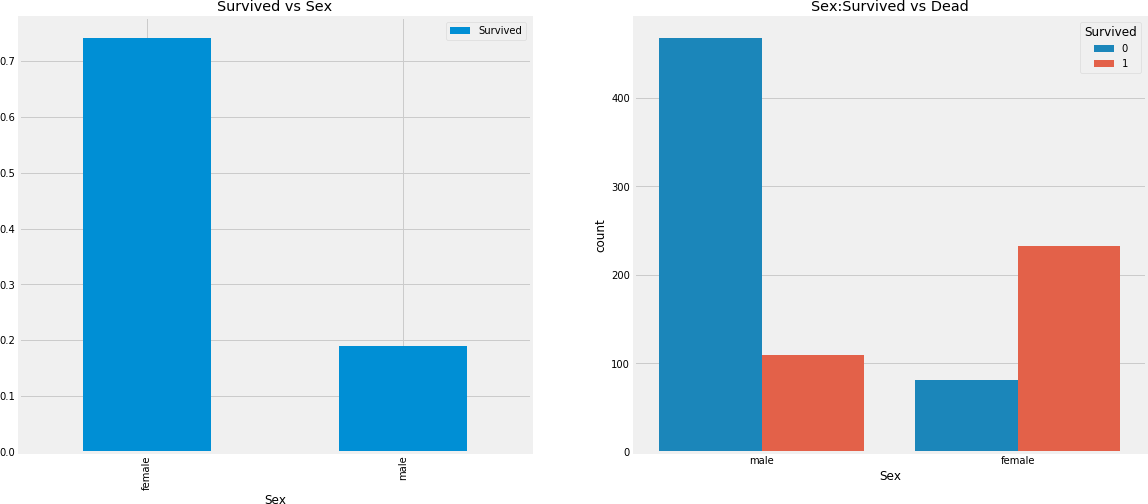 Survived vs Sex
Survived
0.7
0.6
0.5
0.4
0.3
0.2
0.1
0.0
female
male
Sex
Sex:Survived vs Dead
Survived
0
1
count
400
300
200
100
0
male
female
Sex